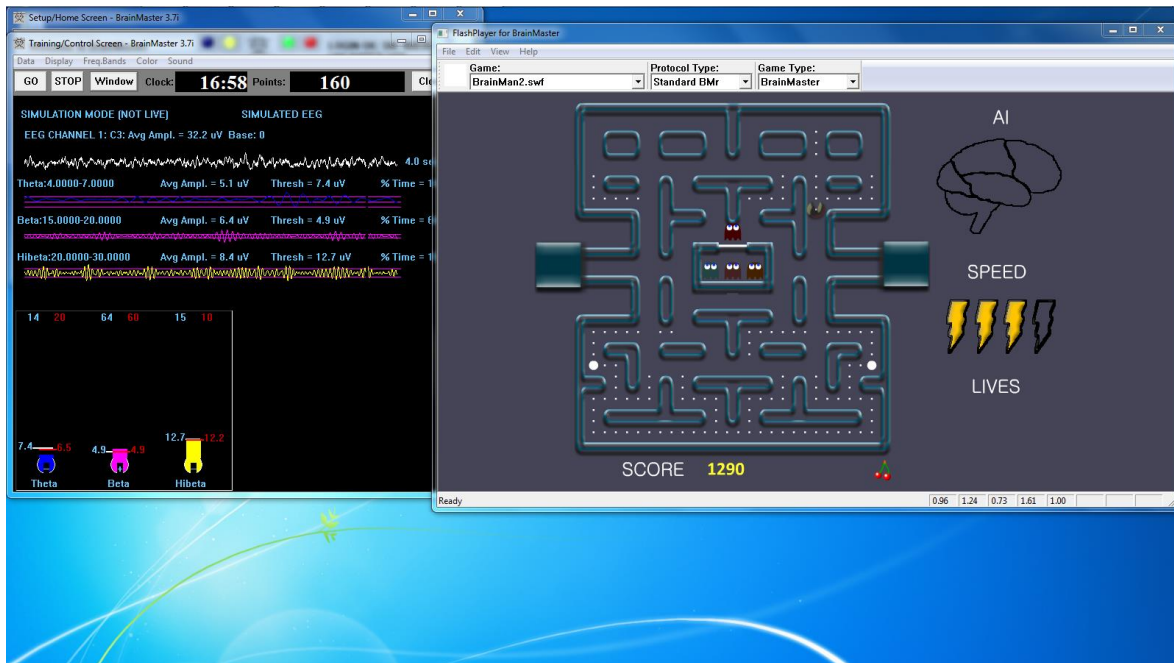 Setup/Home Screen - BrainMaster 3.7i
Training/Control Screen - BrainMaster 3.7i
Data Display Freq.Bands Color Sound
GO STOP Window Clock: 16:58 Points: 160
SIMULATION MODE (NOT LIVE) SIMULATED EEG
EEG CHANNEL 1: C3: Avg Ampl. = 32.2 uV Base: 0
4.0 se
Theta:4.0000-7.0000 Avg Ampl. = 5.1 uV Thresh = 7.4 uV % Time = 1
Beta:15.0000-20.0000 Avg Ampl. = 6.4 uV Thresh = 4.9 uV % Time =
Hibeta:20.0000-30.0000 Avg Ampl. = 8.4 uV Thresh = 12.7 uV % Time = 1
14 20 64 60 15 10
7.4 6.5 4.9 4.9 12.7 12.2
Theta Beta Hibeta
FlashPlayer for BrainMaster
File Edit View Help
Game: Protocol Type: Game Type:
BrainMan2.swf Standard BMr BrainMaster
AI
SPEED
LIVES
SCORE 1290
Ready 0.96 1.24 0.73 1.61 1.00